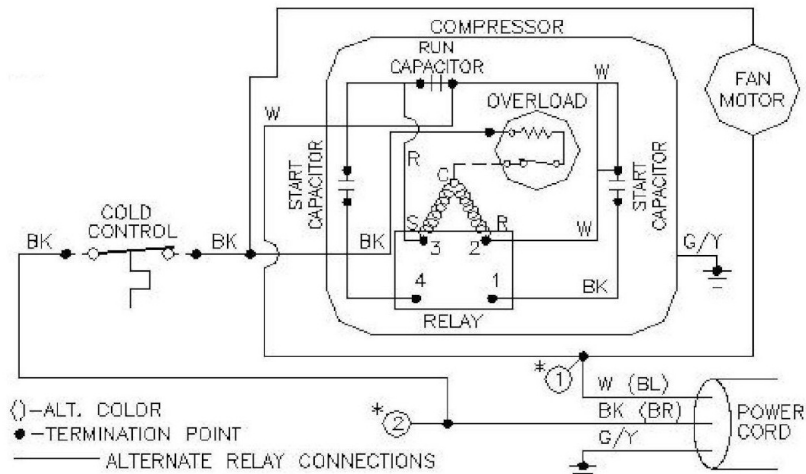 COMPRESSOR
RUN
CAPACITOR
W
FAN
MOTOR
W
OVERLOAD
START
CAPACITOR
R
START
CAPACITOR
C
COLD
CONTROL
BK
BK
BK
S
R
3
2
W
G/Y
4
1
BK
RELAY
* 1
W (BL)
()-ALT. COLOR
* 2
BK (BR)
POWER
CORD
●-TERMINATION POINT
G/Y
ALTERNATE RELAY CONNECTIONS